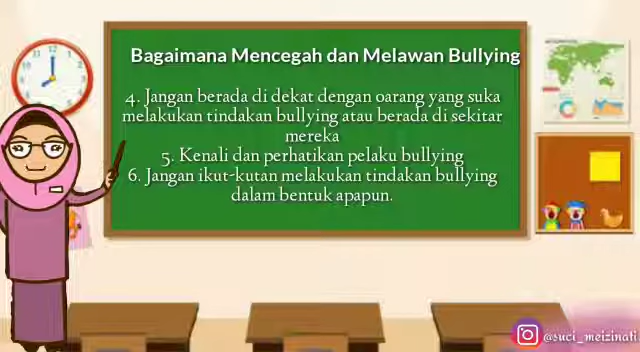 Bagaimana Mencegah dan Melawan Bullying
4. Jangan berada di dekat dengan oarang yang suka
melakukan tindakan bullying atau berada di sekitar
mereka
5. Kenali dan perhatikan pelaku bullying
6. Jangan ikut-kutan melakukan tindakan bullying
dalam bentuk apapun.
@suci_meizinati